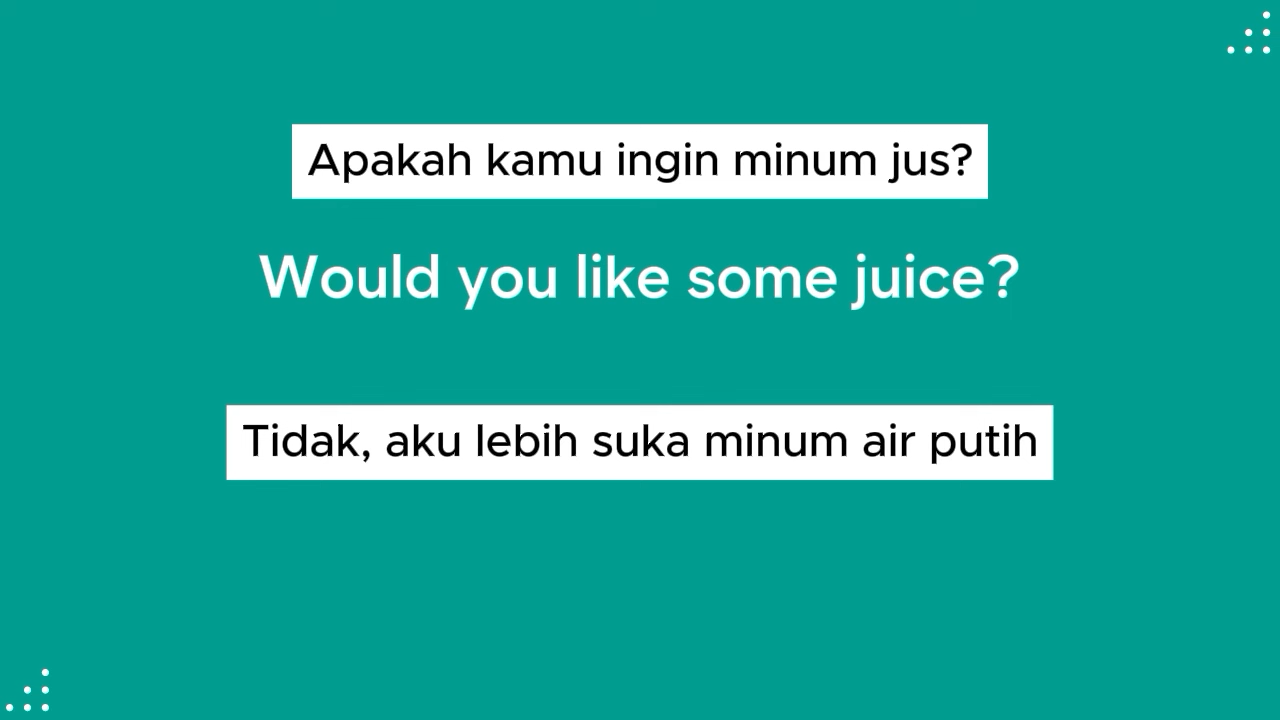 Apakah kamu ingin minum jus?
Would you like some juice?
Tidak, aku lebih suka minum air putih